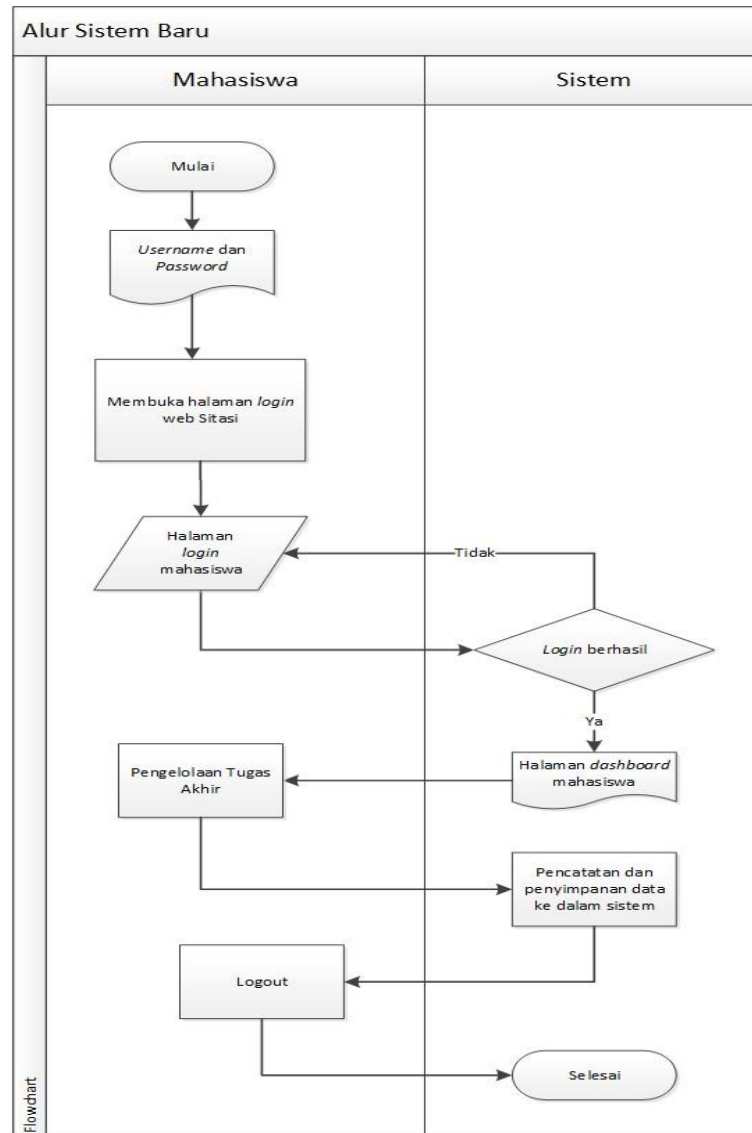 Alur Sistem Baru
Mahasiswa
Sistem
Mulai
Username dan
Password
Membuka halaman login
web Sitasi
Halaman
login
mahasiswa
Tidak
Login berhasil
Ya
Halaman dashboard
mahasiswa
Pengelolaan Tugas
Akhir
Pencatatan dan
penyimpanan data
ke dalam sistem
Logout
Selesai
Flowchart